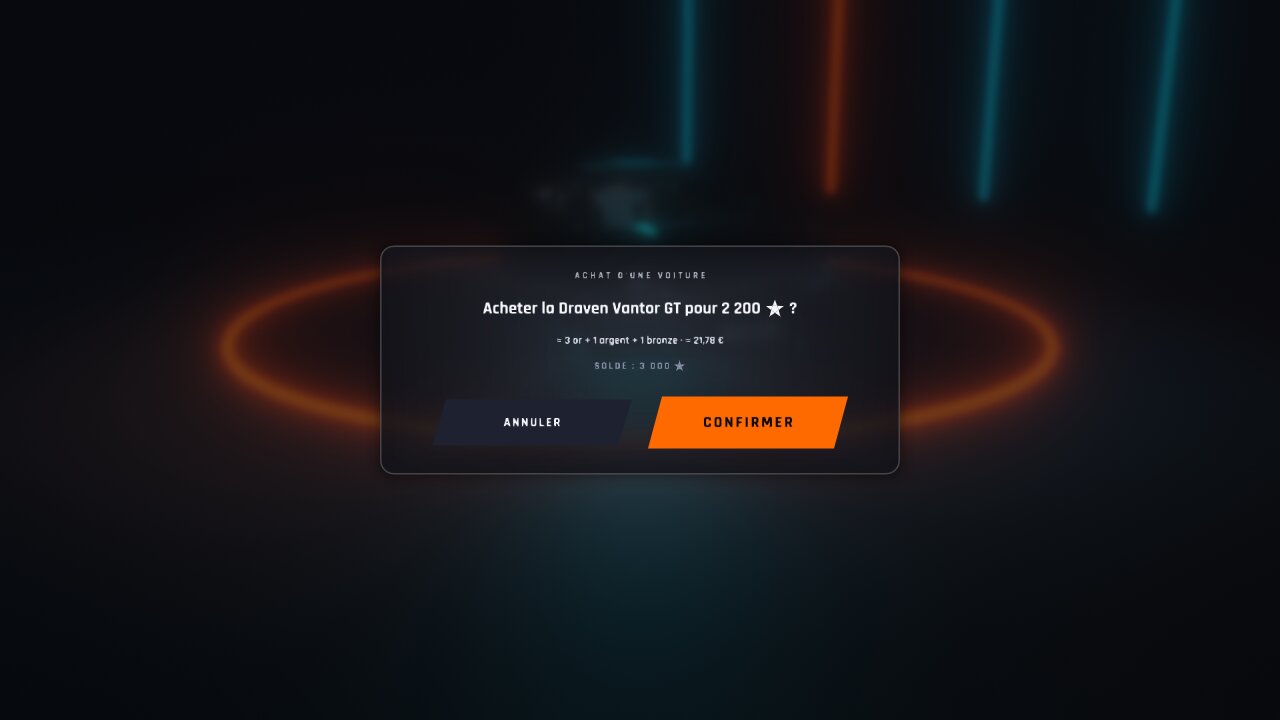 ACHAT D'UNE VOITURE
Acheter la Draven Vantor GT pour 2 200 ★ ?
≈ 3 or + 1 argent + 1 bronze · ≈ 21,78 €
SOLDE : 3 000 ★
ANNULER
CONFIRMER